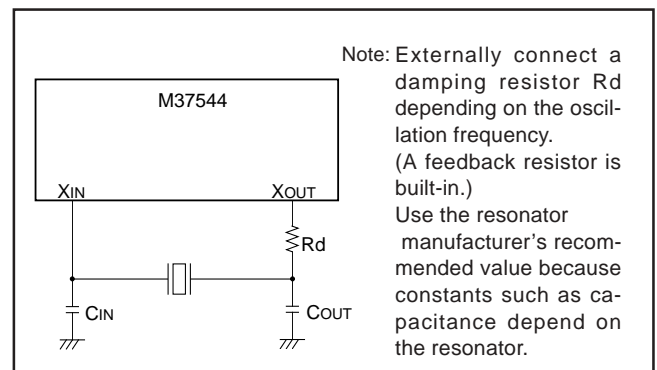 M37544
XIN
XOUT
Rd
CIN
COUT
Note: Externally connect a
damping resistor Rd
depending on the oscil-
lation frequency.
(A feedback resistor is
built-in.)
Use the resonator
manufacturer's recom-
mended value because
constants such as ca-
pacitance depend on
the resonator.